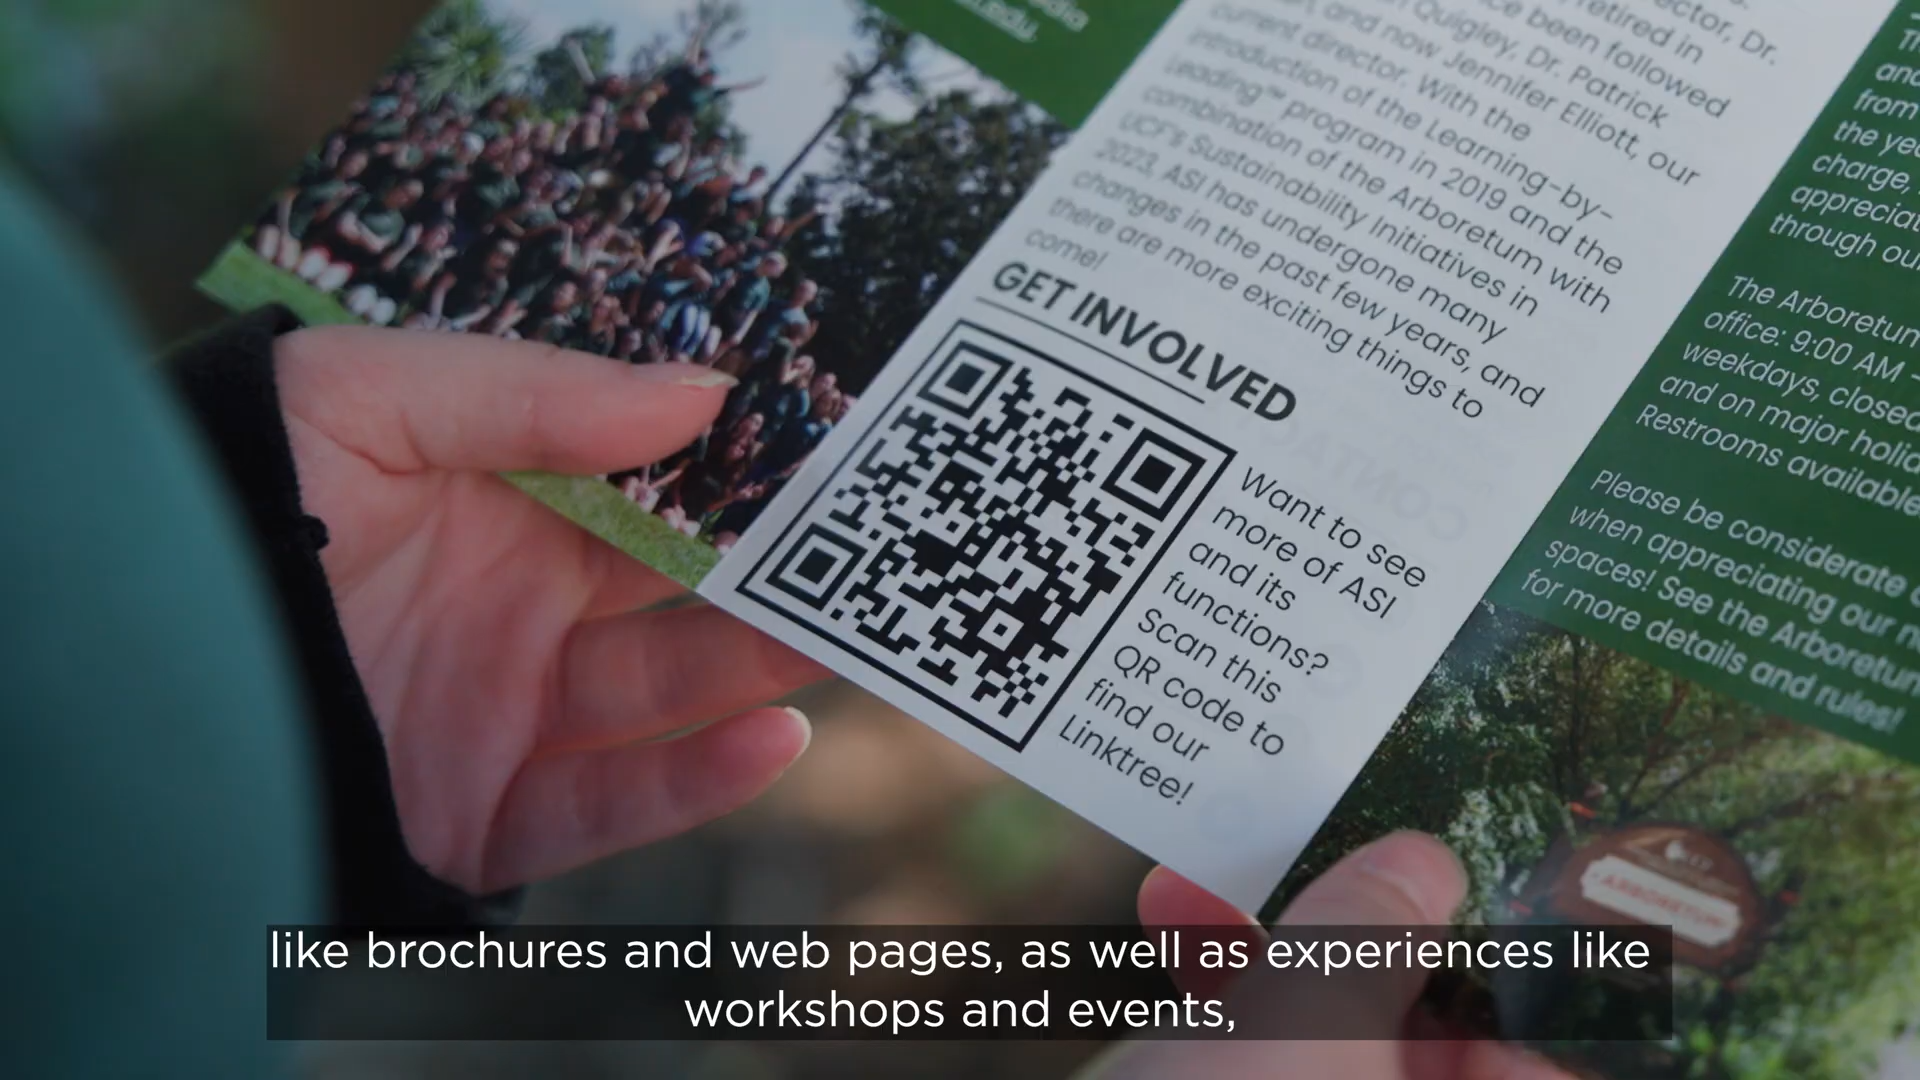 ector, Dr.
retired in
ce been followed
Quigley, Dr. Patrick
and now Jennifer Elliott, our
current director. With the
introduction of the Learning-by-
Leading™ program in 2019 and the
combination of the Arboretum with
UCF's Sustainability Initiatives in
2023, ASI has undergone many
changes in the past few years, and
there are more exciting things to
come!
GET INVOLVED
Want to see
more of ASI
and its
functions?
Scan this
QR code to
find our
Linktree!
and
from
the ye
charge,
appreciat
through ou
The Arboretum
office: 9:00 AM -
weekdays, closed
and on major holid
Restrooms available
Please be considerate
when appreciating our n
spaces! See the Arboretum
for more details and rules!
ARBORETUM
like brochures and web pages, as well as experiences like
workshops and events,